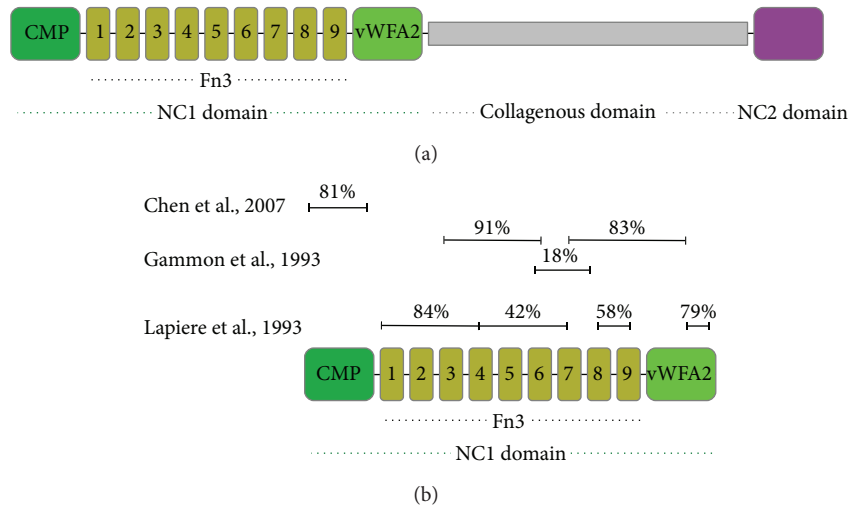 CMP 1 2 3 4 5 6 7 8 9 vWFA2
Fn3
NC1 domain Collagenous domain NC2 domain
(a)
81%
Chen et al., 2007
91% 83%
Gammon et al., 1993 18%
84% 42% 58% 79%
Lapiere et al., 1993
CMP 1 2 3 4 5 6 7 8 9 vWFA2
Fn3
NC1 domain
(b)